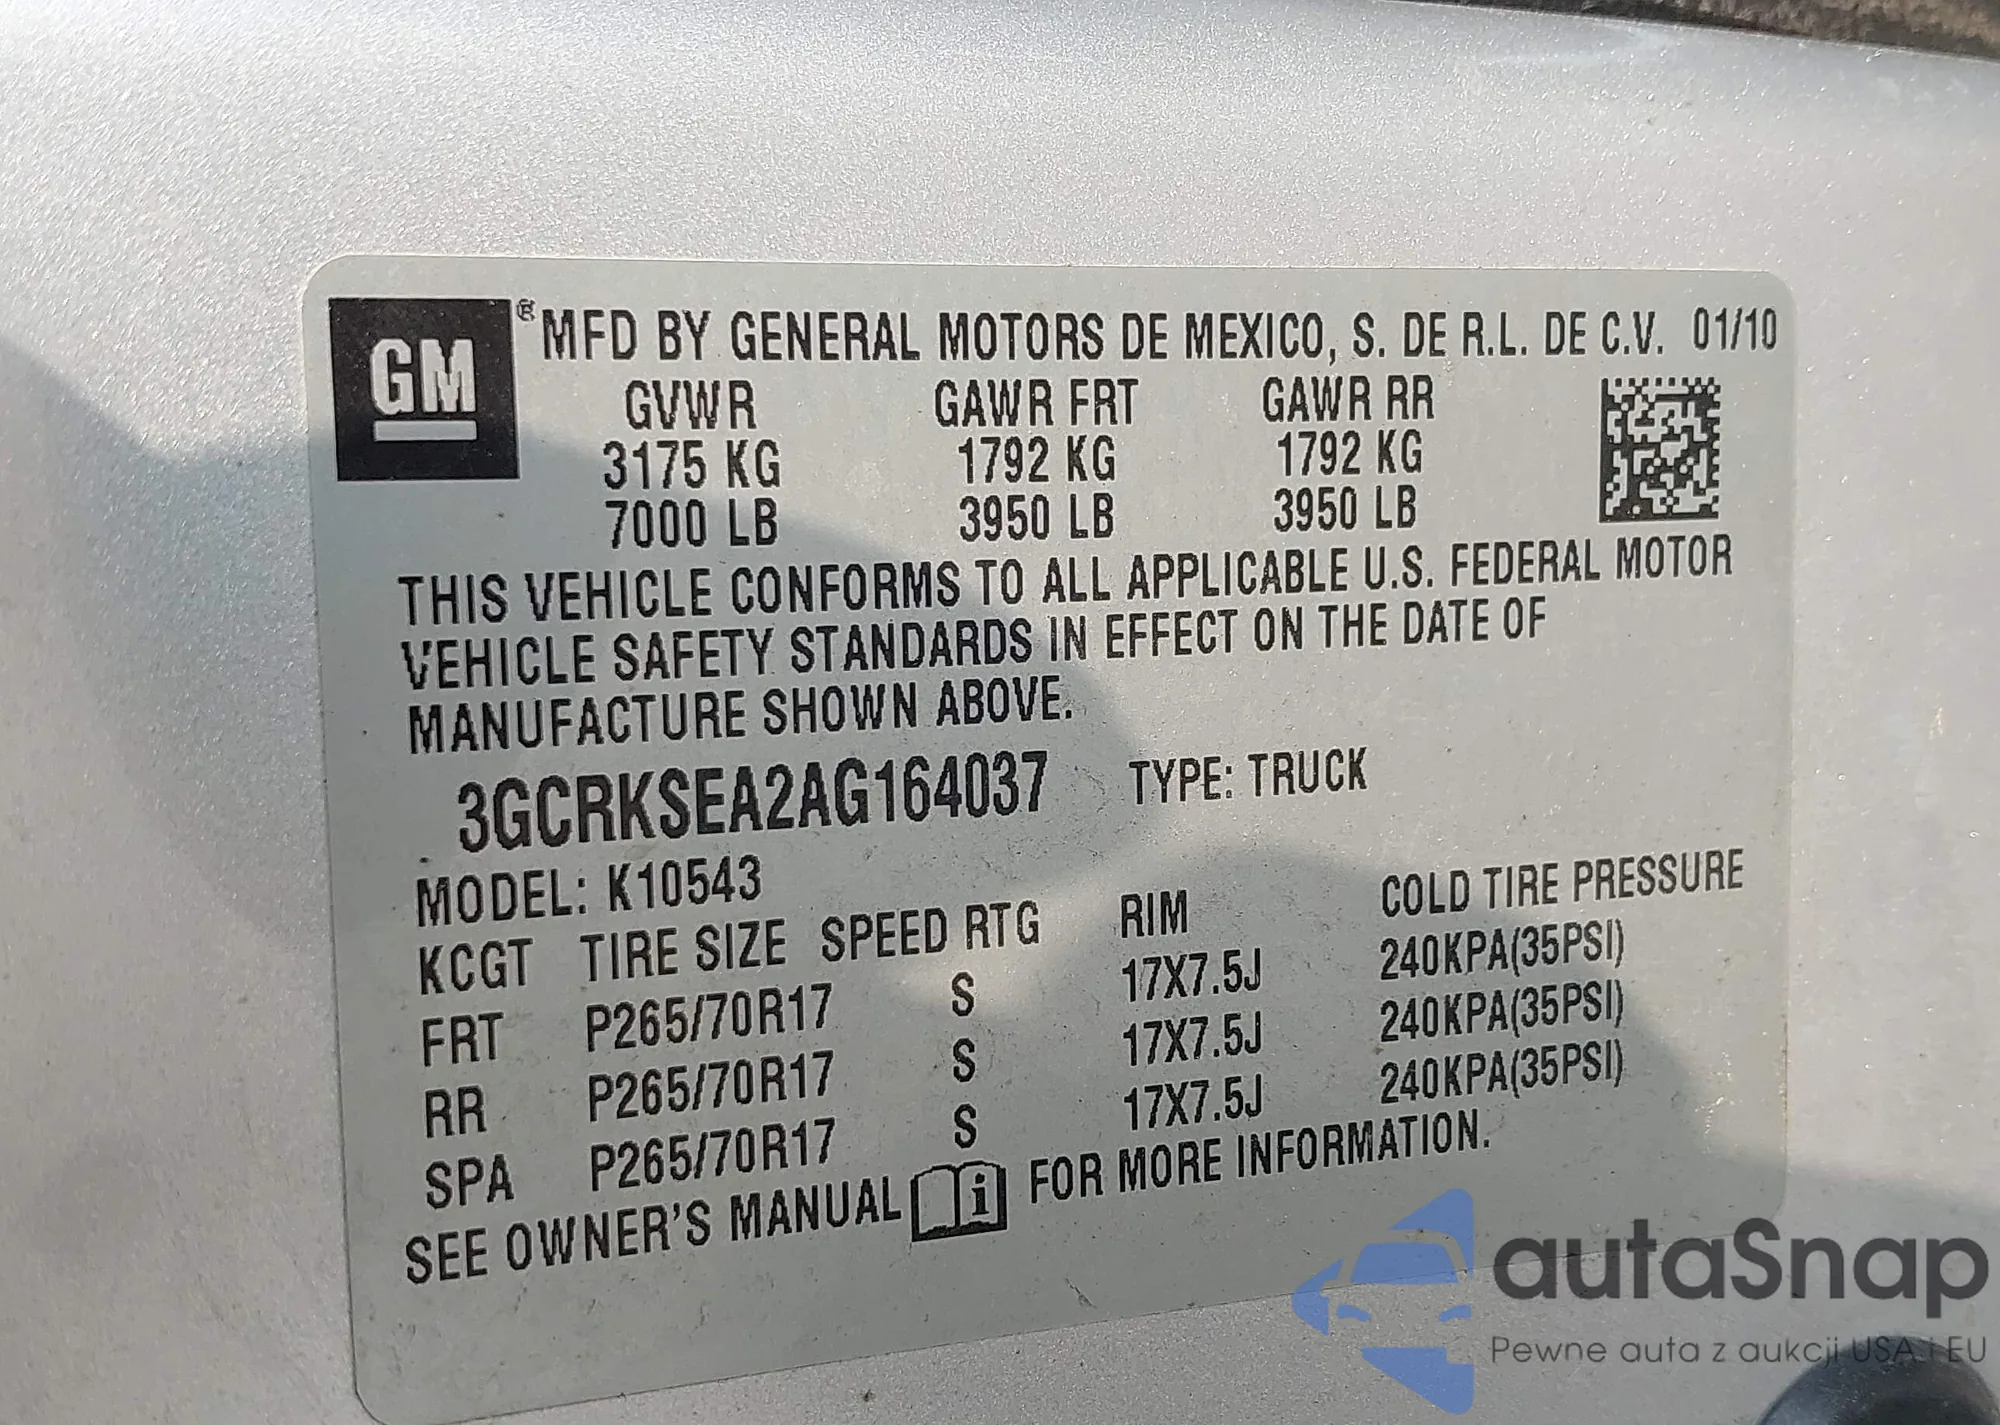 GM ® MFD BY GENERAL MOTORS DE MEXICO, S. DE R.L. DE C.V. 01/10
GVWR GAWR FRT GAWR RR
3175 KG 1792 KG 1792 KG
7000 LB 3950 LB 3950 LB
THIS VEHICLE CONFORMS TO ALL APPLICABLE U.S. FEDERAL MOTOR
VEHICLE SAFETY STANDARDS IN EFFECT ON THE DATE OF
MANUFACTURE SHOWN ABOVE.
3GCRKSEA2AG164037 TYPE: TRUCK
MODEL: K10543
KCGT TIRE SIZE SPEED RTG RIM COLD TIRE PRESSURE
FRT P265/70R17 S 17X7.5J 240KPA(35PSI)
RR P265/70R17 S 17X7.5J 240KPA(35PSI)
SPA P265/70R17 S 17X7.5J 240KPA(35PSI)
SEE OWNER'S MANUAL i FOR MORE INFORMATION.
autaSnap
Pewne auta z aukcji USA i EU